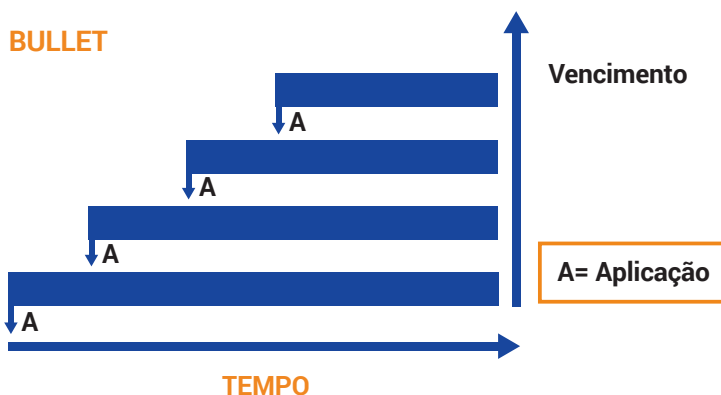 BULLET
Vencimento
A
A
A
A= Aplicação
A
TEMPO